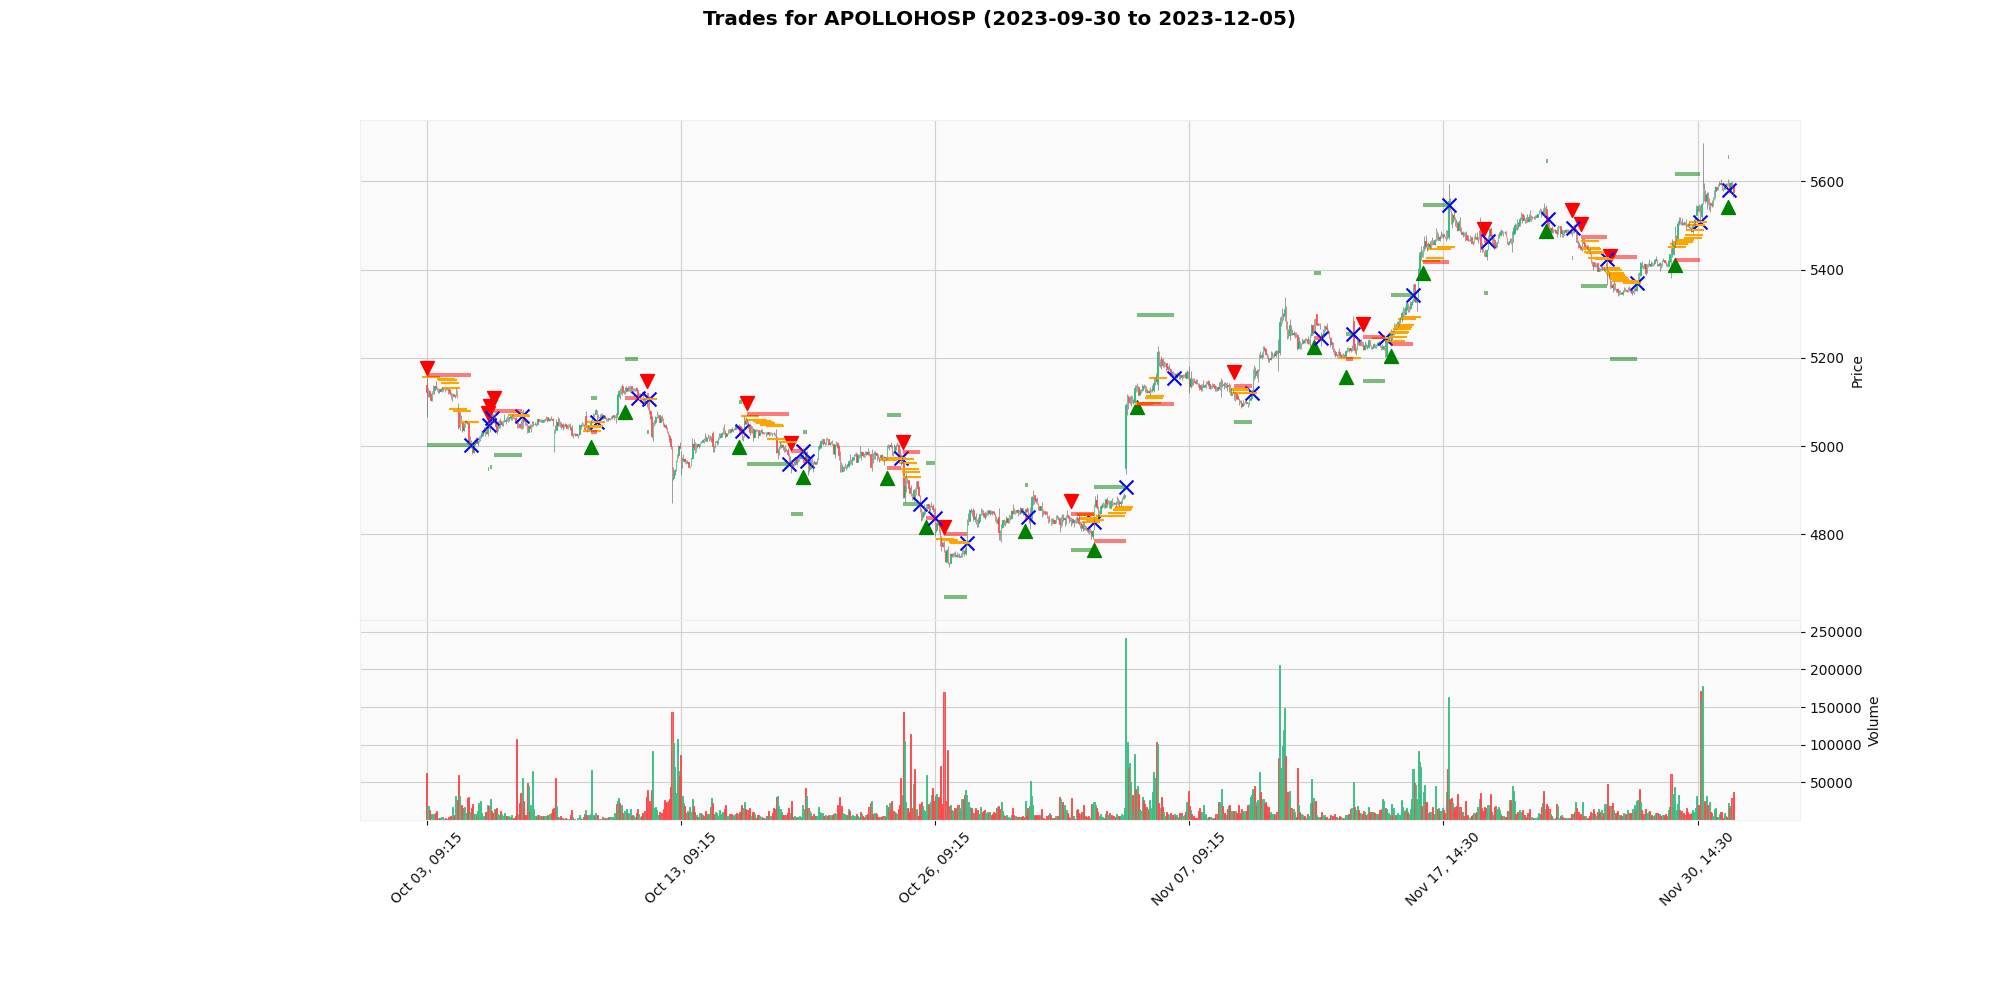 Trades for APOLLOHOSP (2023-09-30 to 2023-12-05)
5600
5400
5200
5000
4800
Price
250000
200000
150000
100000
50000
Volume
Oct 03, 09:15
Oct 13, 09:15
Oct 26, 09:15
Nov 07, 09:15
Nov 17, 14:30
Nov 30, 14:30